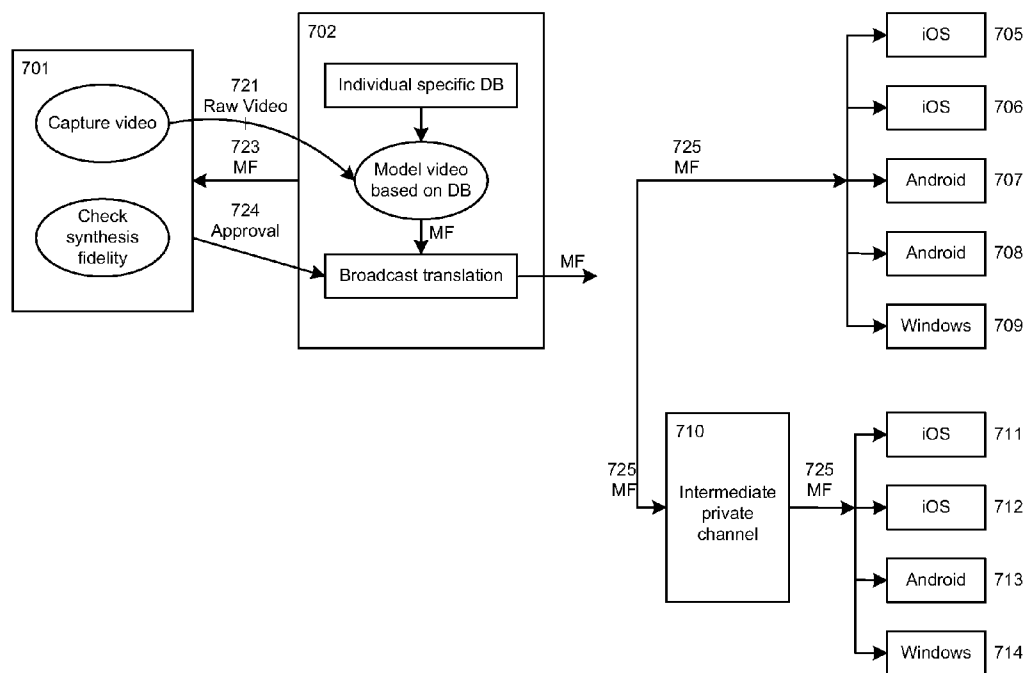 701
Capture video
Check
synthesis
fidelity
721
Raw Video
723
MF
724
Approval
702
Individual specific DB
Model video
based on DB
MF
Broadcast translation
MF
725
MF
iOS
705
iOS
706
Android
707
Android
708
Windows
709
725
MF
710
Intermediate
private
channel
725
MF
iOS
711
iOS
712
Android
713
Windows
714